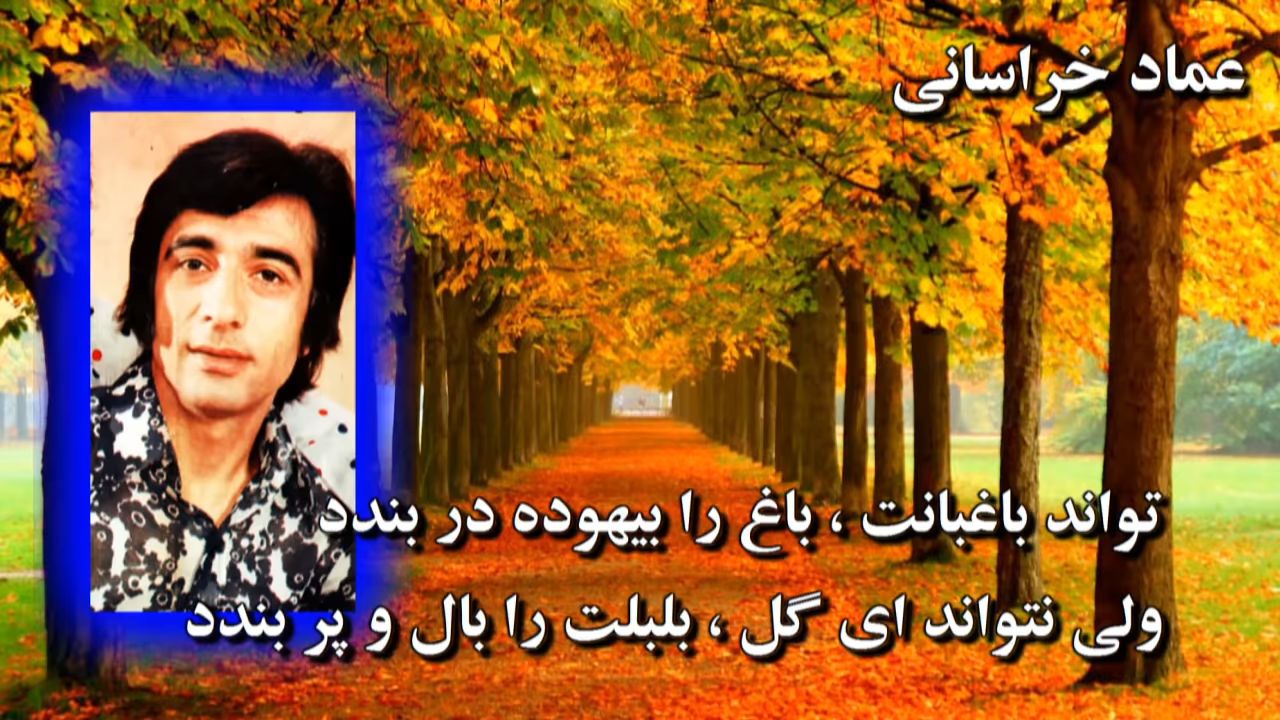 عماد خراسانی
تواند باغبانت ، باغ را بیهوده در بندد
ولی نتواند ای گل ، بلبلت را بال و پر بندد